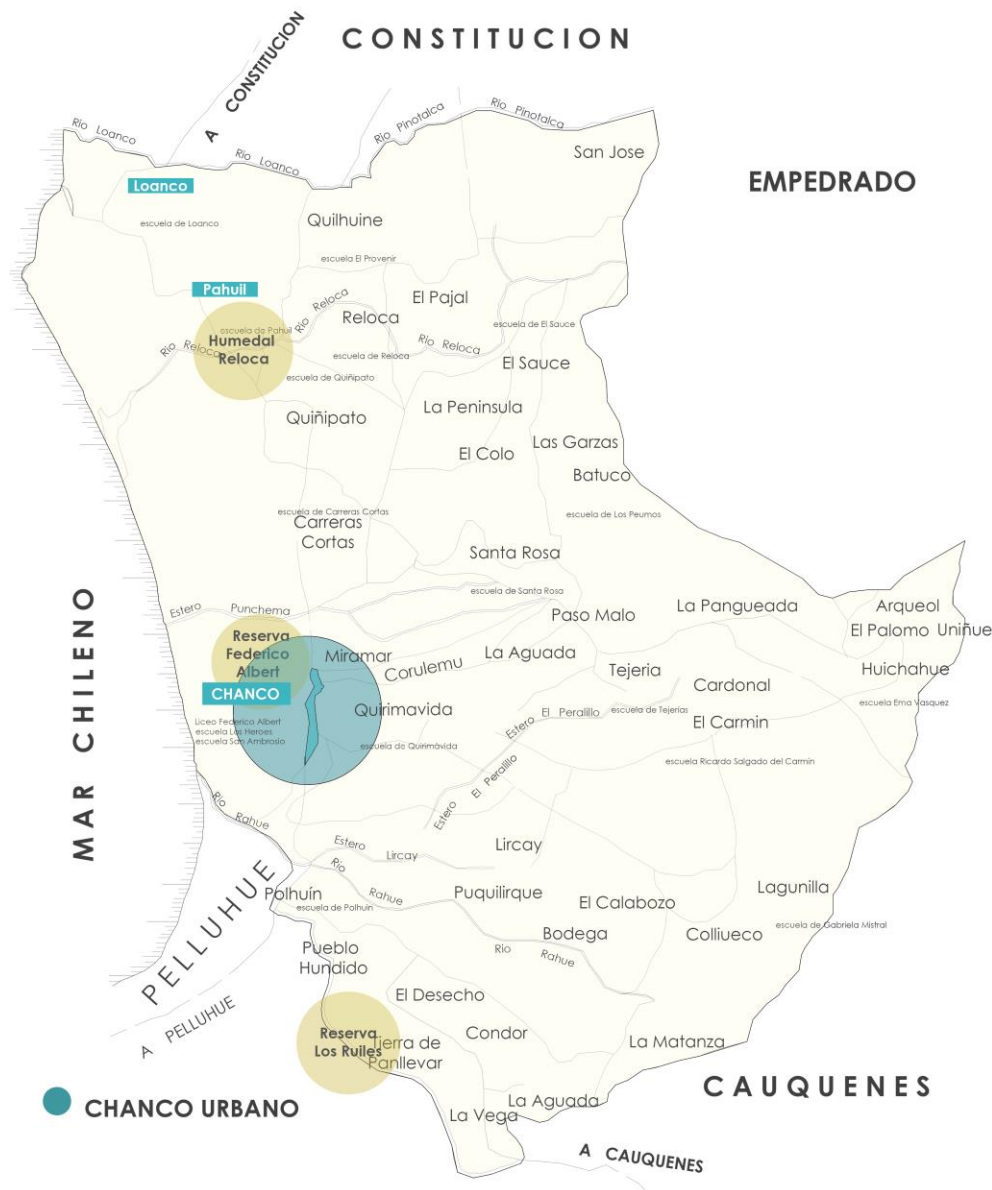 CONSTITUCION
A CONSTITUCION
Rio Loanco
Rio Loanco
Rio Pinotalca
Rio Pinotalca
San Jose
EMPEDRADO
Loanco
escuela de Loanco
Quilhuine
escuela El Provenir
Pahuil
El Pajal
Rio Reloca
Reloca
escuela de Pahuil
escuela de El Sauce
Humedal
Reloca
Rio Reloca
Rio Reloca
escuela de Reloca
El Sauce
escuela de Quiñipato
Quiñipato
La Peninsula
El Colo
Las Garzas
Batuco
escuela de Carreras Cortas
Carreras
Cortas
escuela de Los Peumos
Santa Rosa
escuela de Santa Rosa
Estero Punchema
Paso Malo
La Pangueada
Arqueol
El Palomo
Uniñue
MAR CHILENO
Reserva
Federico
Albert
Miramar
Corulemu
La Aguada
Tejeria
Huichahue
CHANCO
Cardonal
escuela Erna Vasquez
Quirimavida
Estero El Peralillo
escuela de Tejerias
El Carmin
Liceo Federico Albert
escuela Los Heroes
escuela San Ambrosio
escuela de Quirimávida
escuela Ricardo Salgado del Carmin
Estero El Peralillo
Rio Rahue
Estero Lircay
Lircay
Rio Rahue
Polhuín
escuela de Polhuin
Puquilirque
El Calabozo
Lagunilla
escuela de Gabriela Mistral
PELLUHUE
A PELLUHUE
Pueblo
Hundido
Bodega
Rio Rahue
Colliueco
El Desecho
Reserva
Los Ruiles
Tierra de
Panllevar
Condor
La Matanza
CAUQUENES
CHANCO URBANO
La Aguada
La Vega
A CAUQUENES